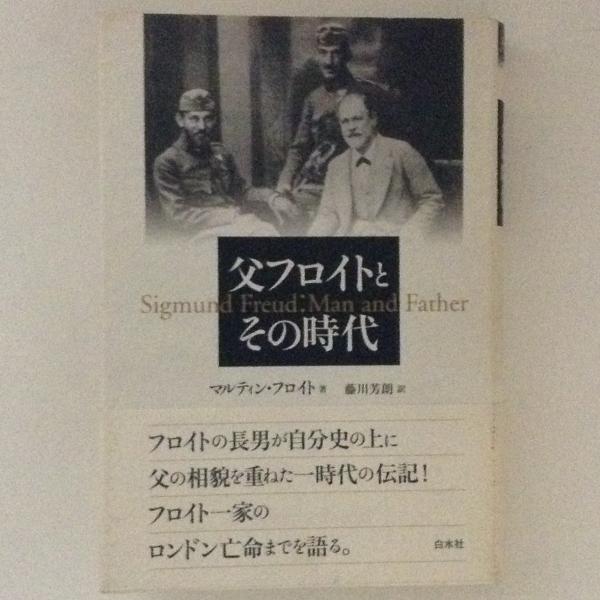 父フロイトと
Sigmund Freud: Man and Father
その時代
マルティン・フロイト 著 藤川芳朗 訳
フロイトの長男が自分史の上に
父の相貌を重ねた一時代の伝記!
フロイト一家の
ロンドン亡命までを語る。
白水社